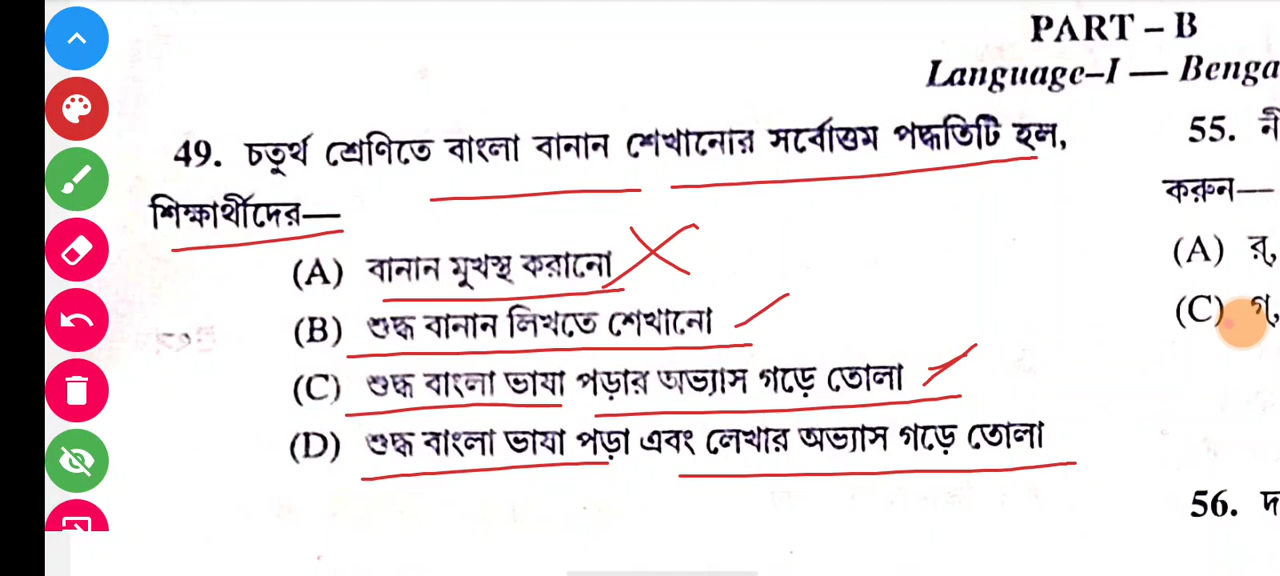 PART – B
Language–I — Benga
49. চতুর্থ শ্রেণিতে বাংলা বানান শেখানোর সর্বোত্তম পদ্ধতিটি হল,
শিক্ষার্থীদের—
(A) বানান মুখস্থ করানো
(B) শুদ্ধ বানান লিখতে শেখানো
(C) শুদ্ধ বাংলা ভাষা পড়ার অভ্যাস গড়ে তোলা
(D) শুদ্ধ বাংলা ভাষা পড়া এবং লেখার অভ্যাস গড়ে তোলা
55. নী
করুন—
(A) র্,
(C) গ্,
56. দ